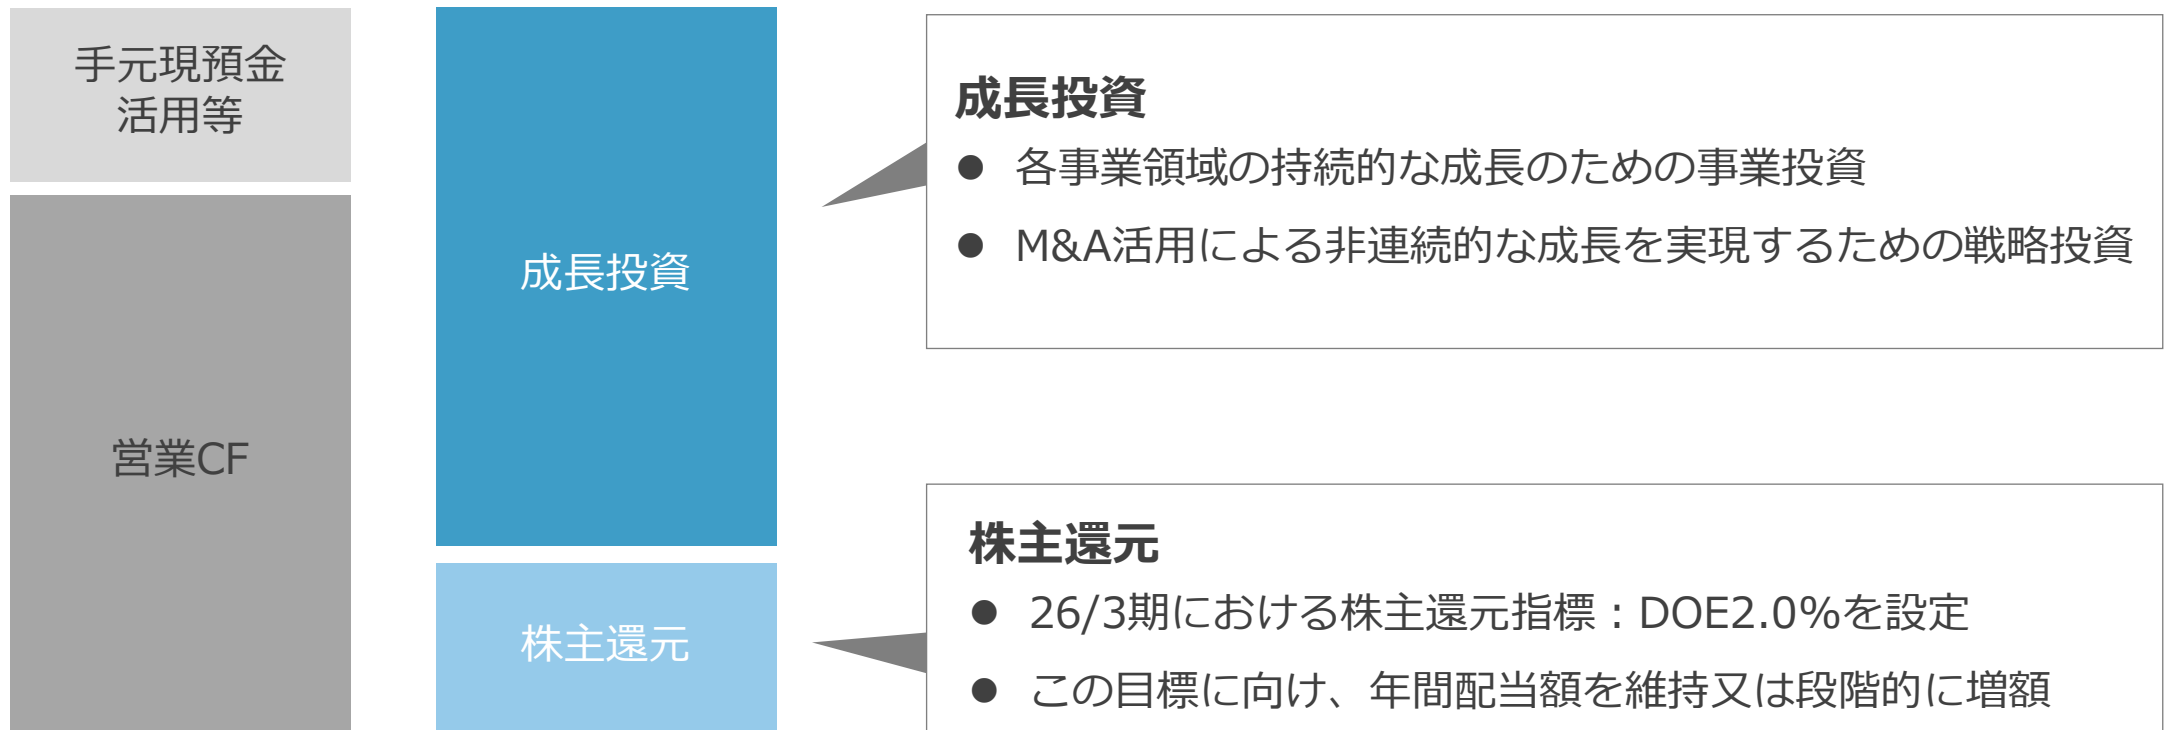 手元現預金
活用等
営業CF
成長投資
株主還元
成長投資
● 各事業領域の持続的な成長のための事業投資
● M&A活用による非連続的な成長を実現するための戦略投資
株主還元
● 26/3期における株主還元指標：DOE2.0%を設定
● この目標に向け、年間配当額を維持又は段階的に増額